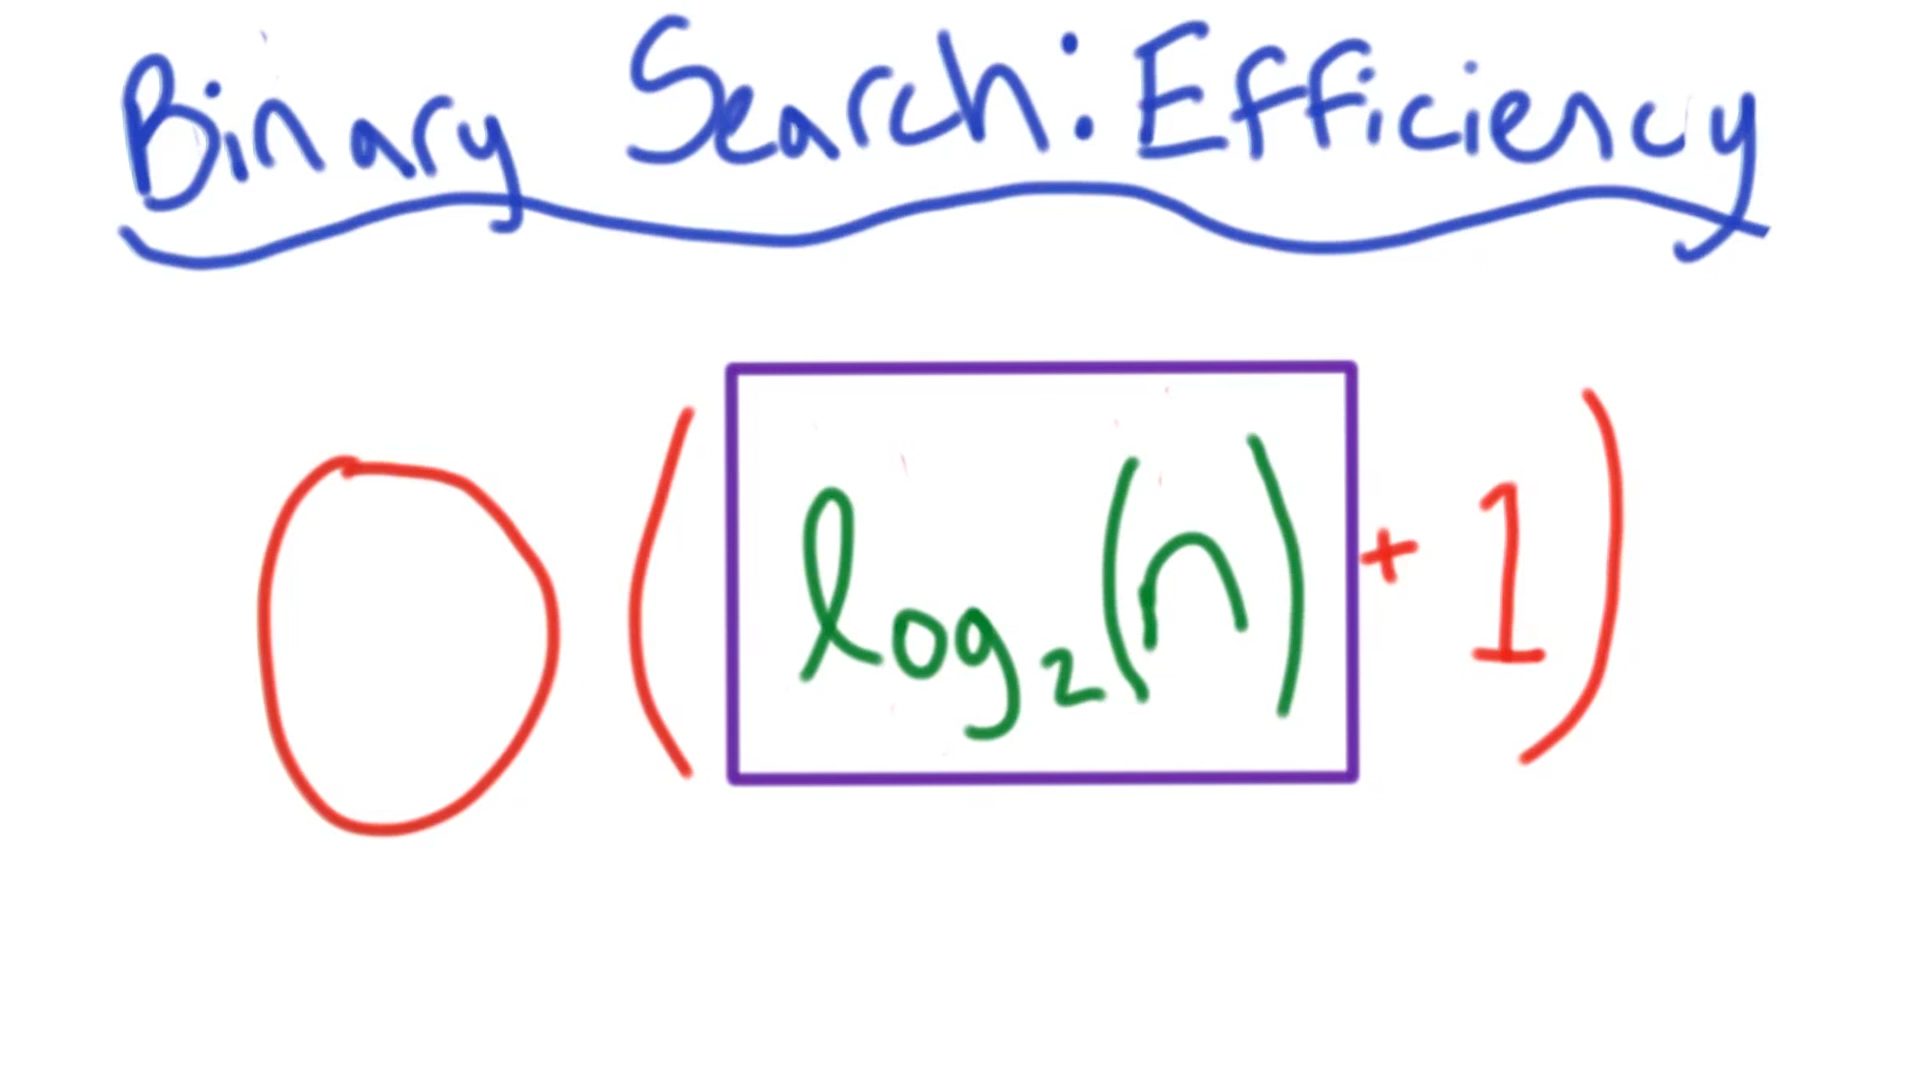 Binary Search: Efficiency
O(log₂(n) + 1)